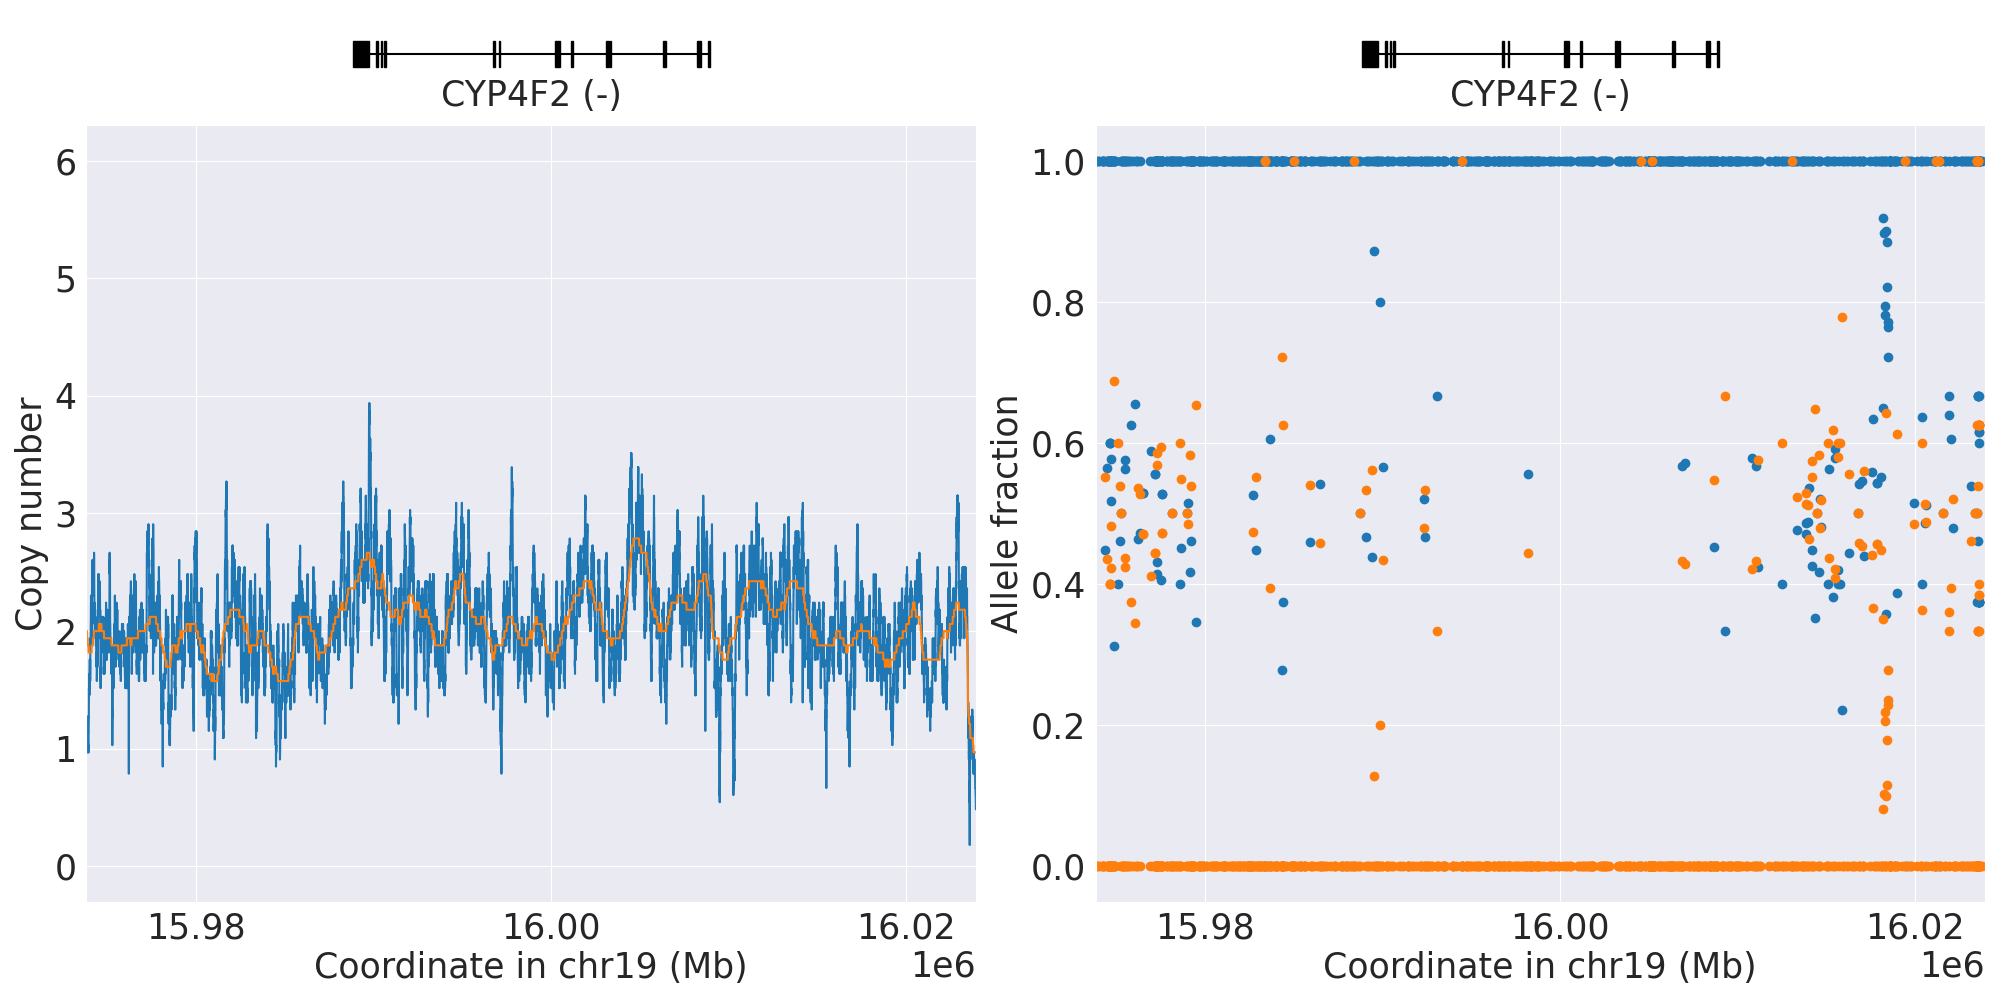 CYP4F2 (-)
6
5
4
3
2
1
0
Copy number
15.98 16.00 16.02
Coordinate in chr19 (Mb)
1e6
CYP4F2 (-)
1.0
0.8
0.6
0.4
0.2
0.0
Allele fraction
15.98 16.00 16.02
Coordinate in chr19 (Mb)
1e6